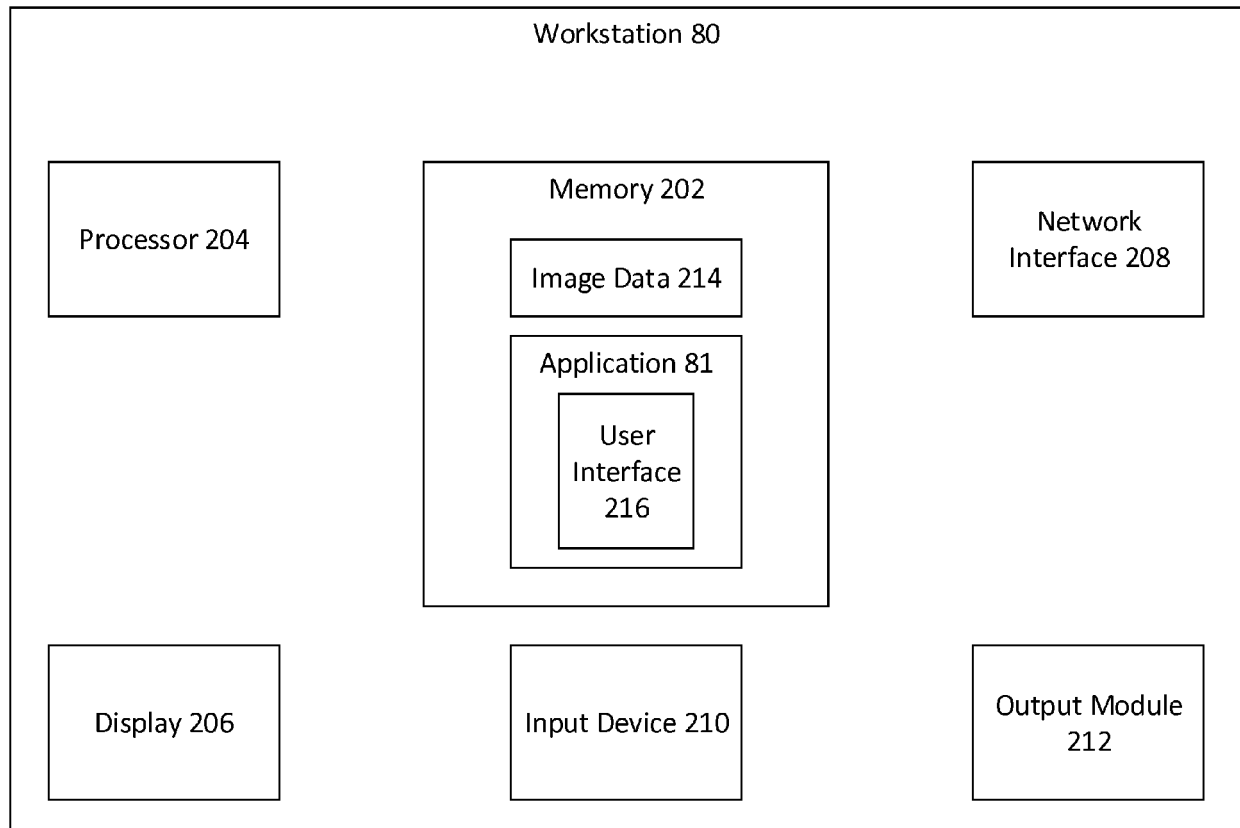 Workstation 80
Processor 204
Memory 202
Image Data 214
Application 81
User
Interface
216
Network
Interface 208
Display 206
Input Device 210
Output Module
212